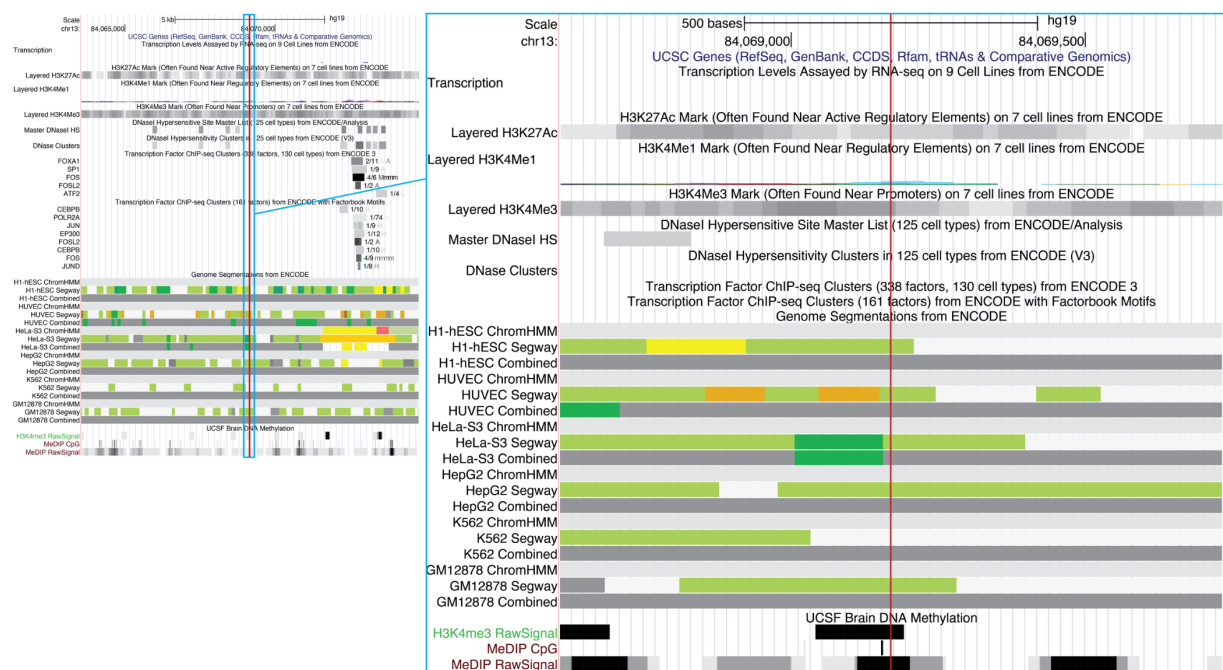 Scale 5 kb hg19
chr13: 84,065,000 84,070,000
UCSC Genes (RefSeq, GenBank, CCDS, Rfam, tRNAs & Comparative Genomics)
Transcription Levels Assayed by RNA-seq on 9 Cell Lines from ENCODE
Transcription
H3K27Ac Mark (Often Found Near Active Regulatory Elements) on 7 cell lines from ENCODE
Layered H3K27Ac
H3K4Me1 Mark (Often Found Near Regulatory Elements) on 7 cell lines from ENCODE
Layered H3K4Me1
H3K4Me3 Mark (Often Found Near Promoters) on 7 cell lines from ENCODE
Layered H3K4Me3
DNaseI Hypersensitive Site Master List (125 cell types) from ENCODE/Analysis
Master DNaseI HS
DNaseI Hypersensitivity Clusters in 125 cell types from ENCODE (V3)
DNase Clusters
Transcription Factor ChIP-seq Clusters (338 factors, 130 cell types) from ENCODE 3
FOXA1 2/11 A
SP1 1/9 A
FOS 4/6 Mmmm
FOSL2 1/2 A
ATF2 1/4
Transcription Factor ChIP-seq Clusters (161 factors) from ENCODE with Factorbook Motifs
CEBPB 1/10 H
POLR2A 1/74
JUN 1/9 H
EP300 1/12 H
FOSL2 1/2 A
CEBPB 1/10 H
FOS 4/9 mmmm
JUND 1/8 H
Genome Segmentations from ENCODE
H1-hESC ChromHMM
H1-hESC Segway
H1-hESC Combined
HUVEC ChromHMM
HUVEC Segway
HUVEC Combined
HeLa-S3 ChromHMM
HeLa-S3 Segway
HeLa-S3 Combined
HepG2 ChromHMM
HepG2 Segway
HepG2 Combined
K562 ChromHMM
K562 Segway
K562 Combined
GM12878 ChromHMM
GM12878 Segway
GM12878 Combined
UCSF Brain DNA Methylation
H3K4me3 RawSignal
MeDIP CpG
MeDIP RawSignal
Scale 500 bases hg19
chr13: 84,069,000 84,069,500
UCSC Genes (RefSeq, GenBank, CCDS, Rfam, tRNAs & Comparative Genomics)
Transcription Levels Assayed by RNA-seq on 9 Cell Lines from ENCODE
Transcription
H3K27Ac Mark (Often Found Near Active Regulatory Elements) on 7 cell lines from ENCODE
Layered H3K27Ac
H3K4Me1 Mark (Often Found Near Regulatory Elements) on 7 cell lines from ENCODE
Layered H3K4Me1
H3K4Me3 Mark (Often Found Near Promoters) on 7 cell lines from ENCODE
Layered H3K4Me3
DNaseI Hypersensitive Site Master List (125 cell types) from ENCODE/Analysis
Master DNaseI HS
DNaseI Hypersensitivity Clusters in 125 cell types from ENCODE (V3)
DNase Clusters
Transcription Factor ChIP-seq Clusters (338 factors, 130 cell types) from ENCODE 3
Transcription Factor ChIP-seq Clusters (161 factors) from ENCODE with Factorbook Motifs
Genome Segmentations from ENCODE
H1-hESC ChromHMM
H1-hESC Segway
H1-hESC Combined
HUVEC ChromHMM
HUVEC Segway
HUVEC Combined
HeLa-S3 ChromHMM
HeLa-S3 Segway
HeLa-S3 Combined
HepG2 ChromHMM
HepG2 Segway
HepG2 Combined
K562 ChromHMM
K562 Segway
K562 Combined
GM12878 ChromHMM
GM12878 Segway
GM12878 Combined
UCSF Brain DNA Methylation
H3K4me3 RawSignal
MeDIP CpG
MeDIP RawSignal